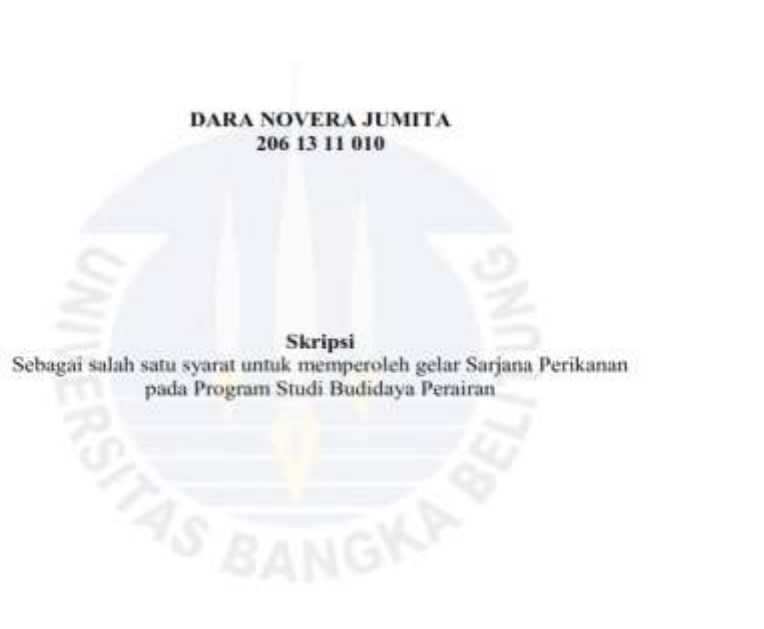 DARA NOVERA JUMITA
206 13 11 010
Skripsi
Sebagai salah satu syarat untuk memperoleh gelar Sarjana Perikanan
pada Program Studi Budidaya Perairan
UNIVERSITAS BANGKA BELITUNG